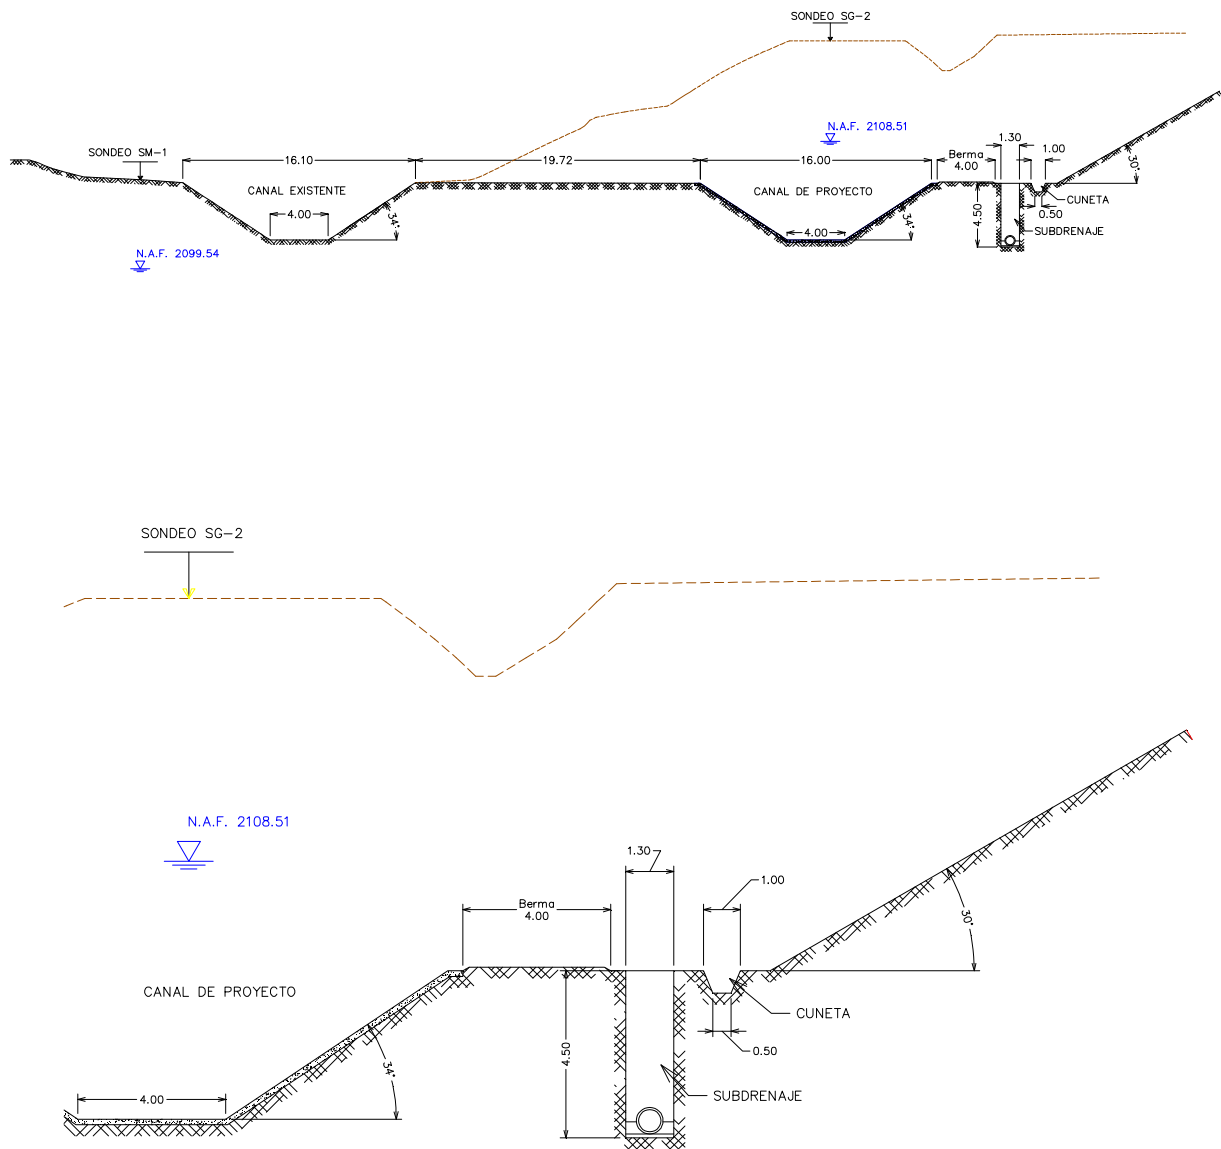 SONDEO SG-2
N.A.F. 2108.51
1.30
SONDEO SM-1
1.00
Berma
16.10
19.72
16.00
4.00
30°
CANAL EXISTENTE
CANAL DE PROYECTO
CUNETA
4.00
34°
4.50
0.50
4.00
34°
SUBDRENAJE
N.A.F. 2099.54
SONDEO SG-2
N.A.F. 2108.51
1.30
1.00
Berma
4.00
30°
CANAL DE PROYECTO
CUNETA
4.50
0.50
34°
4.00
SUBDRENAJE